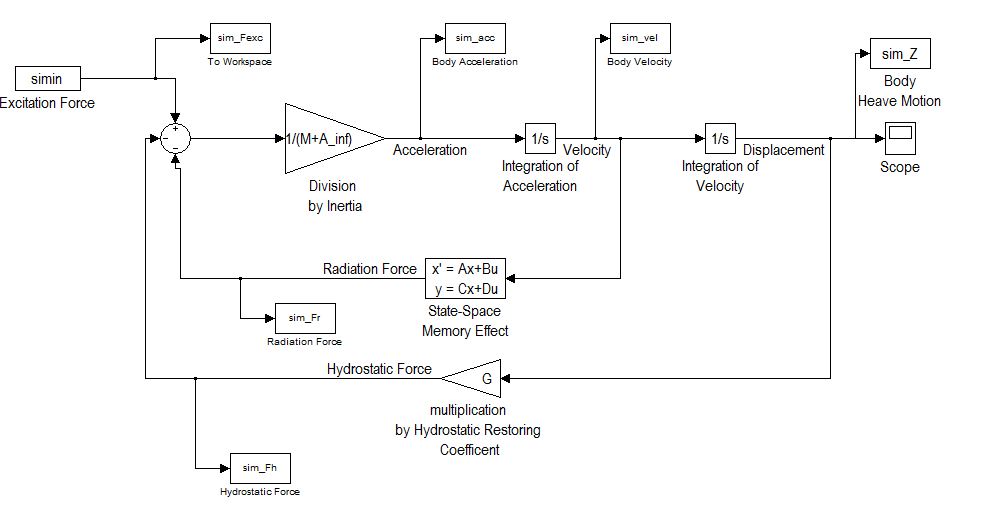 sim_Fexc
To Workspace
sim_acc
Body Acceleration
sim_vel
Body Velocity
sim_Z
Body
Heave Motion
simin
Excitation Force
+
−
−
1/(M+A_inf)
Division
by Inertia
Acceleration
1/s
Integration of
Acceleration
Velocity
1/s
Integration of
Velocity
Displacement
Scope
Radiation Force
x' = Ax+Bu
y = Cx+Du
State-Space
Memory Effect
sim_Fr
Radiation Force
Hydrostatic Force
G
multiplication
by Hydrostatic Restoring
Coefficent
sim_Fh
Hydrostatic Force